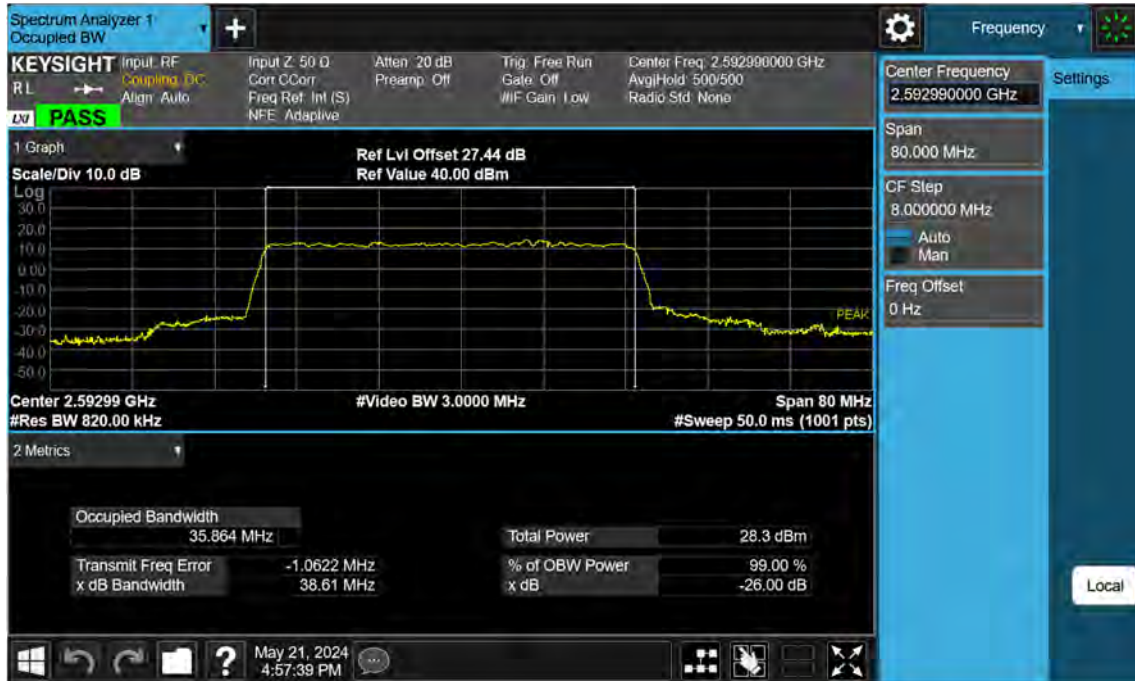 Spectrum Analyzer 1
Occupied BW
+
Frequency
KEYSIGHT
Input: RF
Coupling: DC
Align: Auto
Input Z: 50 Ω
Corr CCorr
Freq Ref: Int (S)
NFE: Adaptive
Atten: 20 dB
Preamp: Off
Trig: Free Run
Gate: Off
#IF Gain: Low
Center Freq: 2.592990000 GHz
Avg|Hold: 500/500
Radio Std: None
R L
LXI
PASS
Center Frequency
2.592990000 GHz
Settings
Span
80.000 MHz
CF Step
8.000000 MHz
Auto
Man
Freq Offset
0 Hz
1 Graph
Scale/Div 10.0 dB
Ref Lvl Offset 27.44 dB
Ref Value 40.00 dBm
Log
30.0
20.0
10.0
0.00
-10.0
-20.0
-30.0
-40.0
-50.0
PEAK
Center 2.59299 GHz
#Video BW 3.0000 MHz
Span 80 MHz
#Res BW 820.00 kHz
#Sweep 50.0 ms (1001 pts)
2 Metrics
Occupied Bandwidth
35.864 MHz
Total Power 28.3 dBm
Transmit Freq Error -1.0622 MHz
% of OBW Power 99.00 %
x dB Bandwidth 38.61 MHz
x dB -26.00 dB
Local
?
May 21, 2024
4:57:39 PM